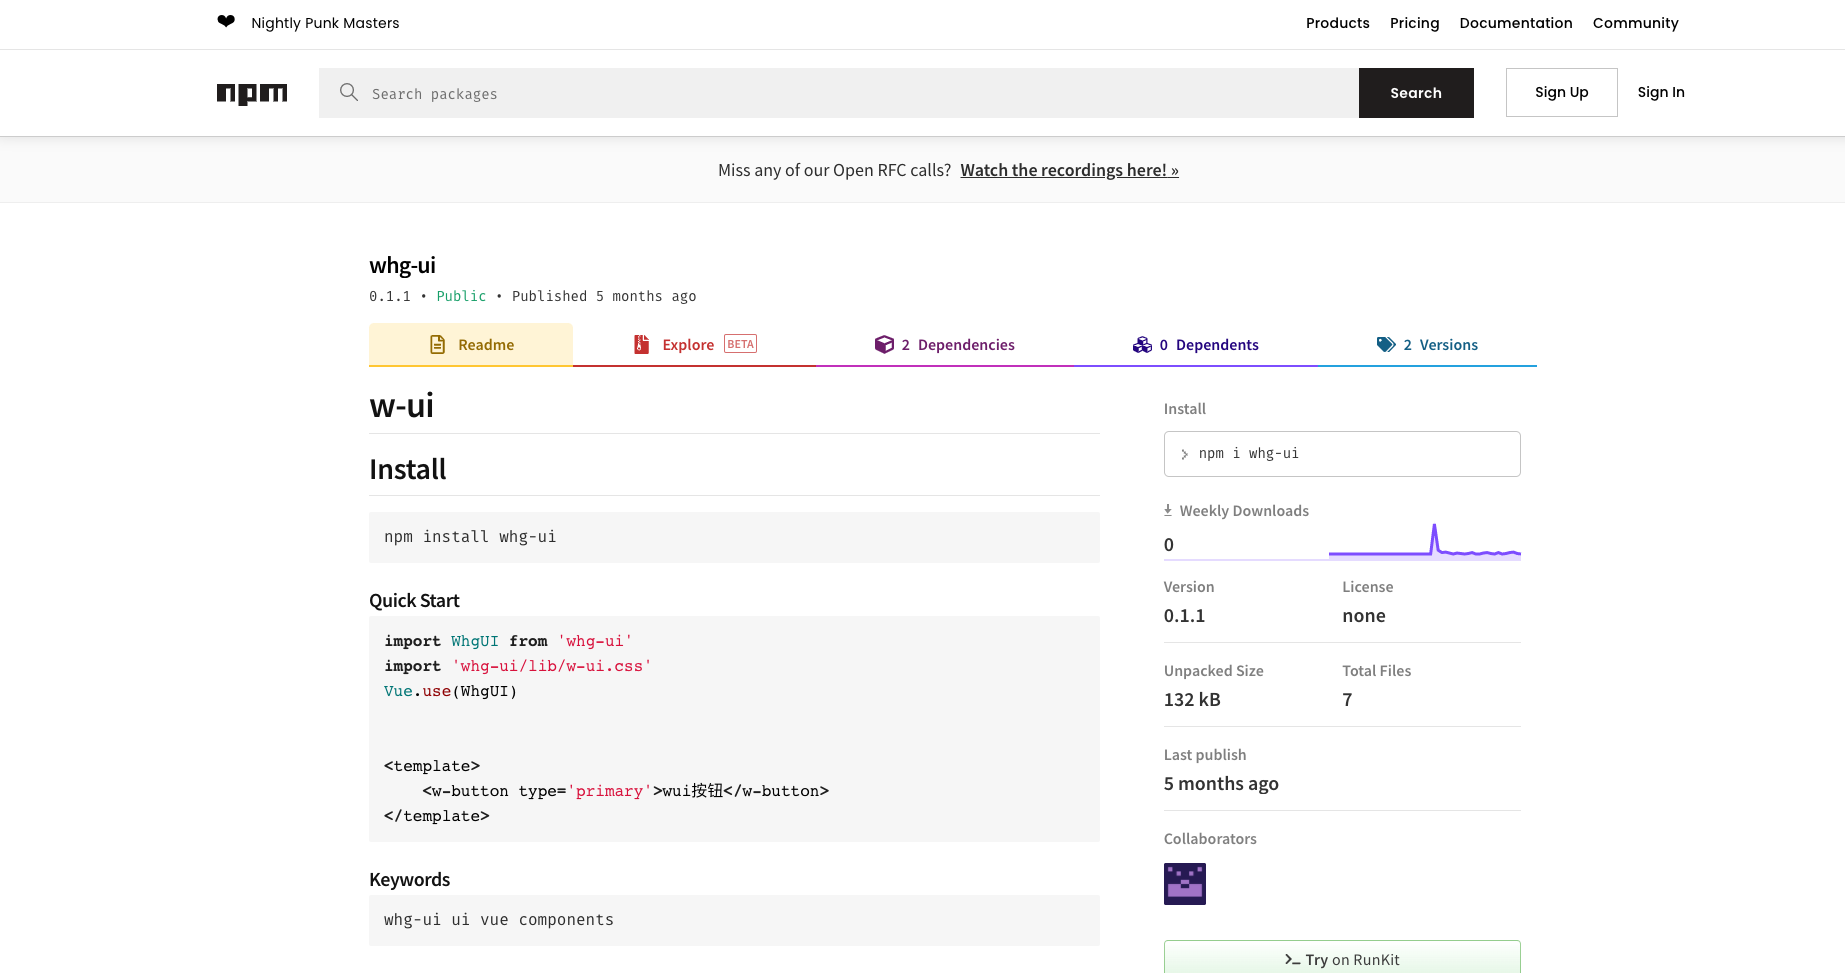 ❤ Nightly Punk Masters Products Pricing Documentation Community
npm Search packages Search Sign Up Sign In
Miss any of our Open RFC calls? Watch the recordings here! »
whg-ui
0.1.1 • Public • Published 5 months ago
Readme Explore BETA 2 Dependencies 0 Dependents 2 Versions
w-ui
Install
npm install whg-ui
Quick Start
import WhgUI from 'whg-ui'
import 'whg-ui/lib/w-ui.css'
Vue.use(WhgUI)
<template>
    <w-button type='primary'>wui按钮</w-button>
</template>
Keywords
whg-ui ui vue components
Install
npm i whg-ui
Weekly Downloads
0
Version License
0.1.1 none
Unpacked Size Total Files
132 kB 7
Last publish
5 months ago
Collaborators
Try on RunKit